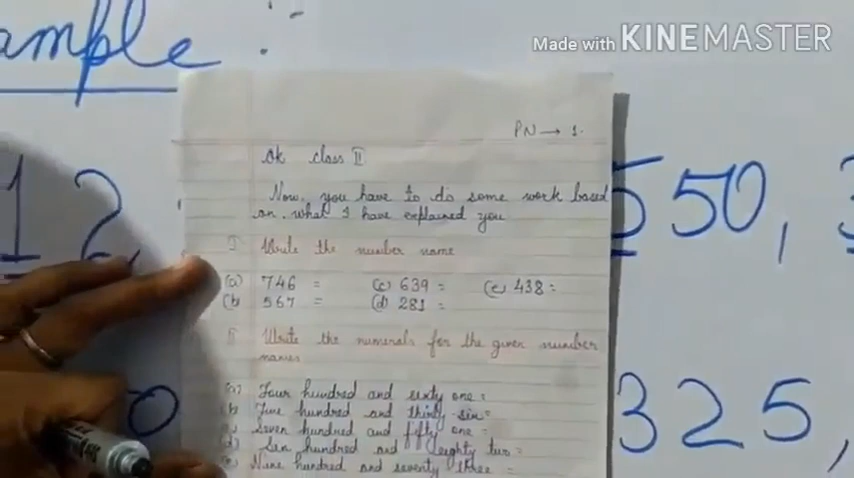 ample :-
Made with KINEMASTER
PN → 1.
Ok class II
Now, you have to do some work based
on what I have explained you
I Write the number name
(a) 746 = (c) 639 = (e) 438 =
(b) 567 = (d) 281 =
II Write the numerals for the given number
names
(a) Four hundred and sixty one =
(b) Five hundred and thirty-six =
(c) Seven hundred and fifty one =
(d) Six hundred and eighty two =
(e) Nine hundred and seventy three =
12,
5 50,
325,